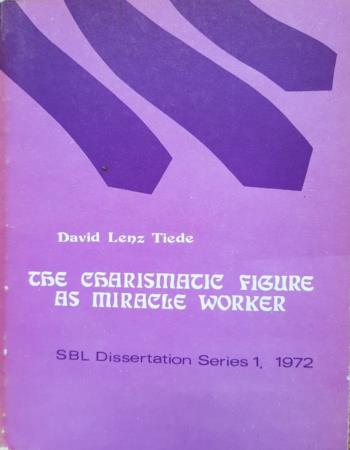 David Lenz Tiede
THE CHARISMATIC FIGURE
AS MIRACLE WORKER
SBL Dissertation Series 1, 1972